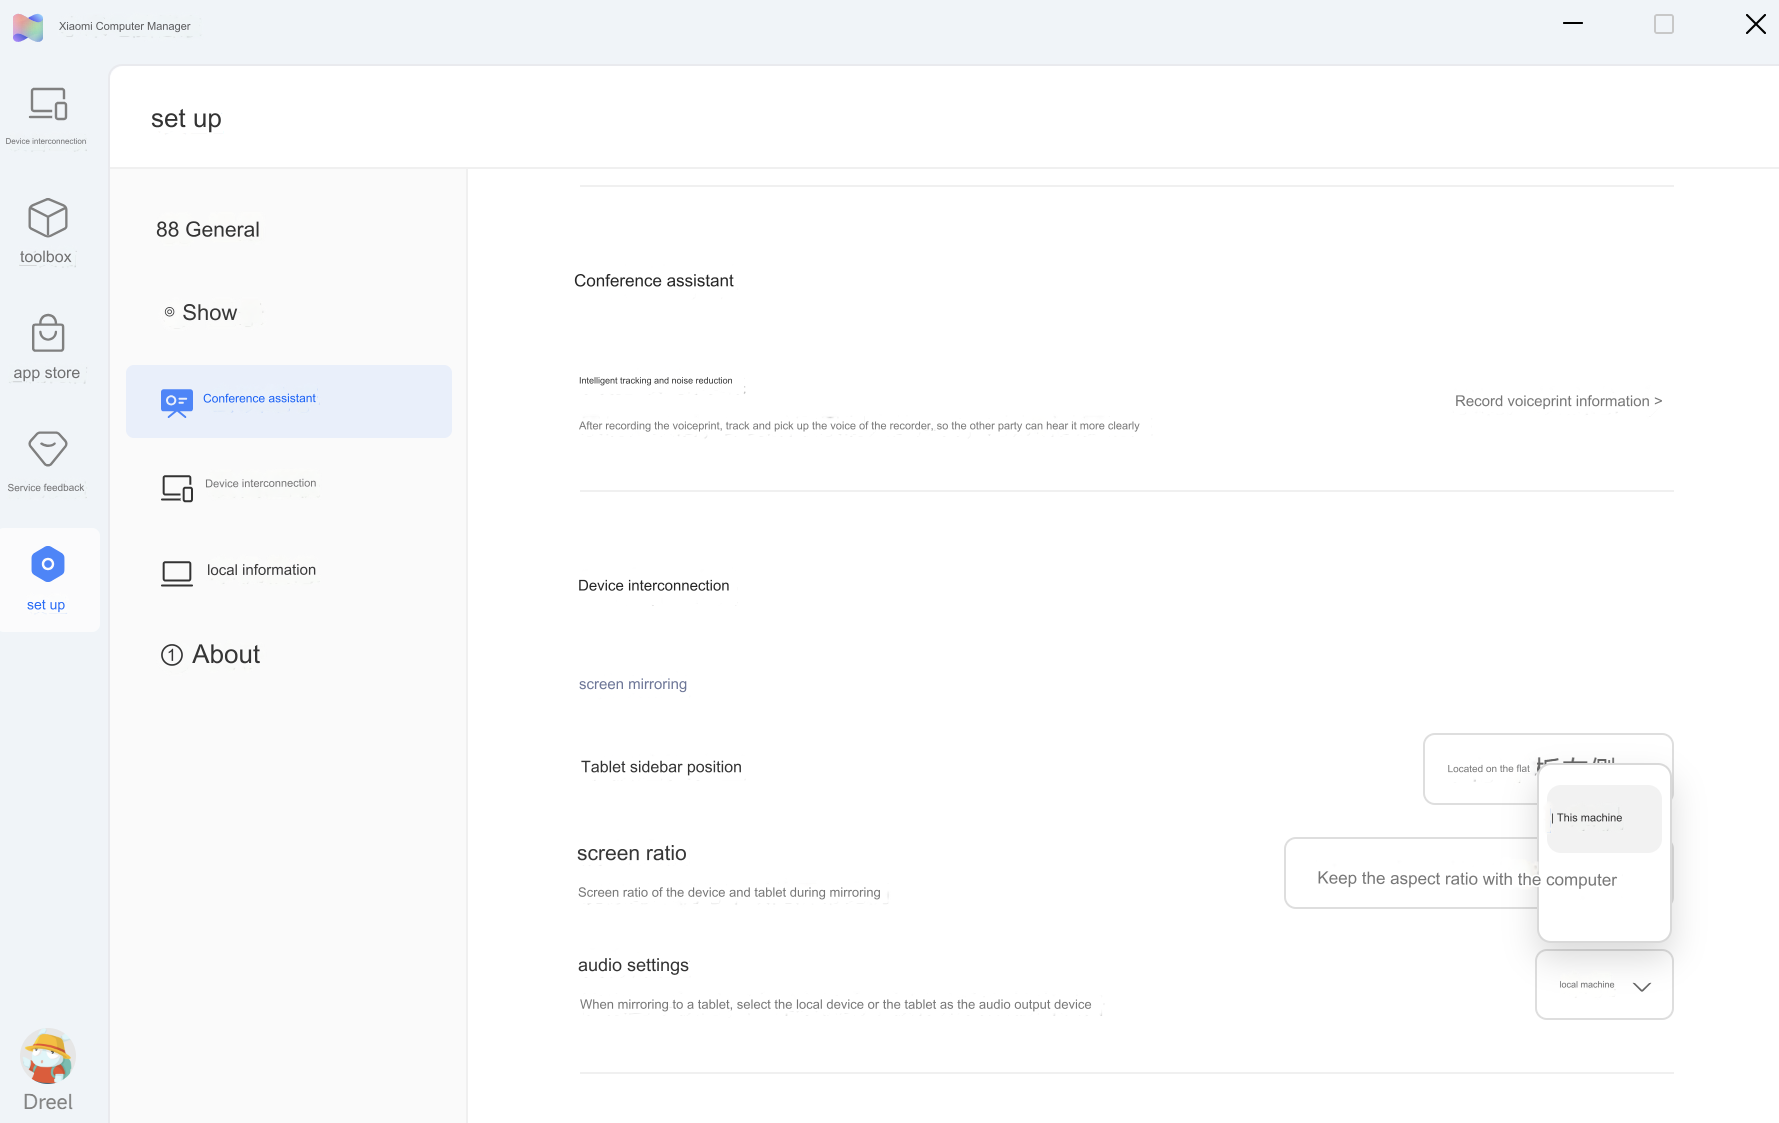 Xiaomi Computer Manager
Device interconnection
toolbox
app store
Service feedback
set up
Dreel
set up
88 General
Show
Conference assistant
Device interconnection
local information
① About
Conference assistant
Intelligent tracking and noise reduction
After recording the voiceprint, track and pick up the voice of the recorder, so the other party can hear it more clearly
Record voiceprint information >
Device interconnection
screen mirroring
Tablet sidebar position
Located on the flat
| This machine
screen ratio
Screen ratio of the device and tablet during mirroring
Keep the aspect ratio with the computer
audio settings
When mirroring to a tablet, select the local device or the tablet as the audio output device
local machine